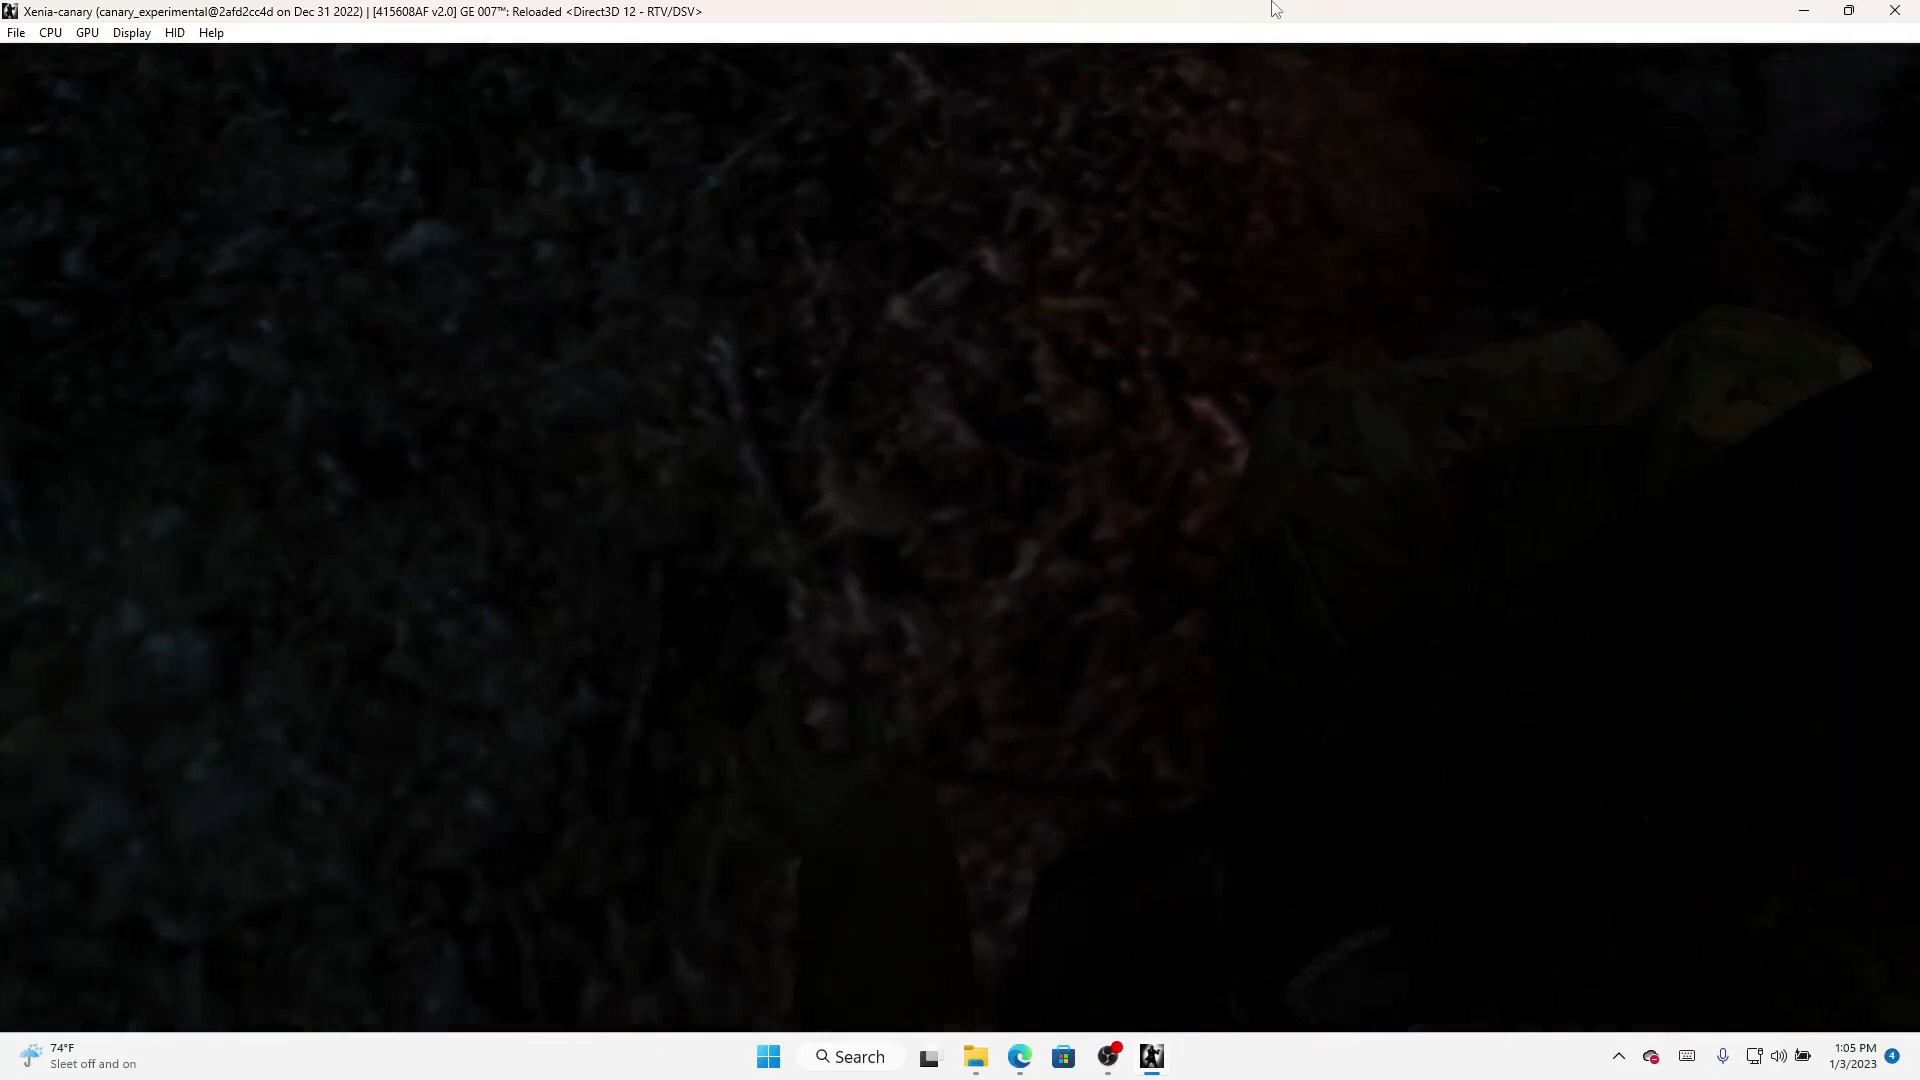 Xenia-canary (canary_experimental@2afd2cc4d on Dec 31 2022) | [415608AF v2.0] GE 007™: Reloaded <Direct3D 12 - RTV/DSV>
File CPU GPU Display HID Help
74°F
Sleet off and on
Search
1:05 PM
1/3/2023
4